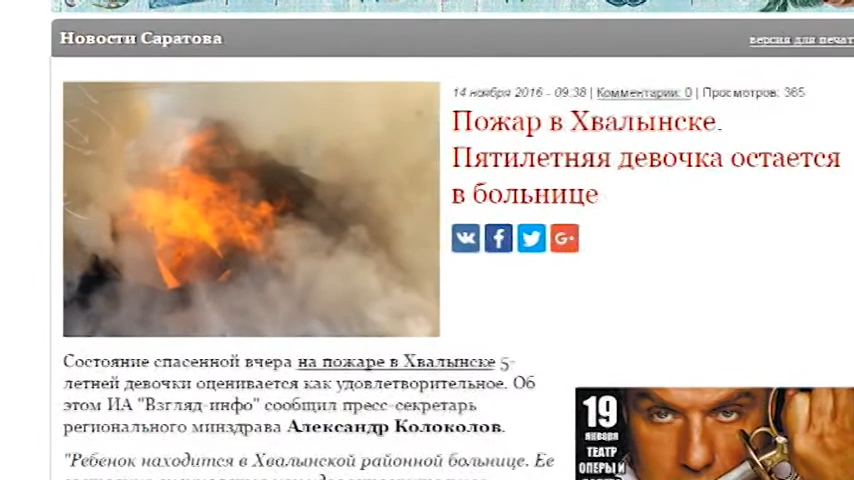 Новости Саратова
версия для печат
14 ноября 2016 - 09:38 | Комментарии: 0 | Просмотров: 365
Пожар в Хвалынске.
Пятилетняя девочка остается
в больнице
Состояние спасенной вчера на пожаре в Хвалынске 5-
летней девочки оценивается как удовлетворительное. Об
этом ИА "Взгляд-инфо" сообщил пресс-секретарь
регионального минздрава Александр Колоколов.
"Ребенок находится в Хвалынской районной больнице. Ее
19
января
ТЕАТР
ОПЕРЫ И